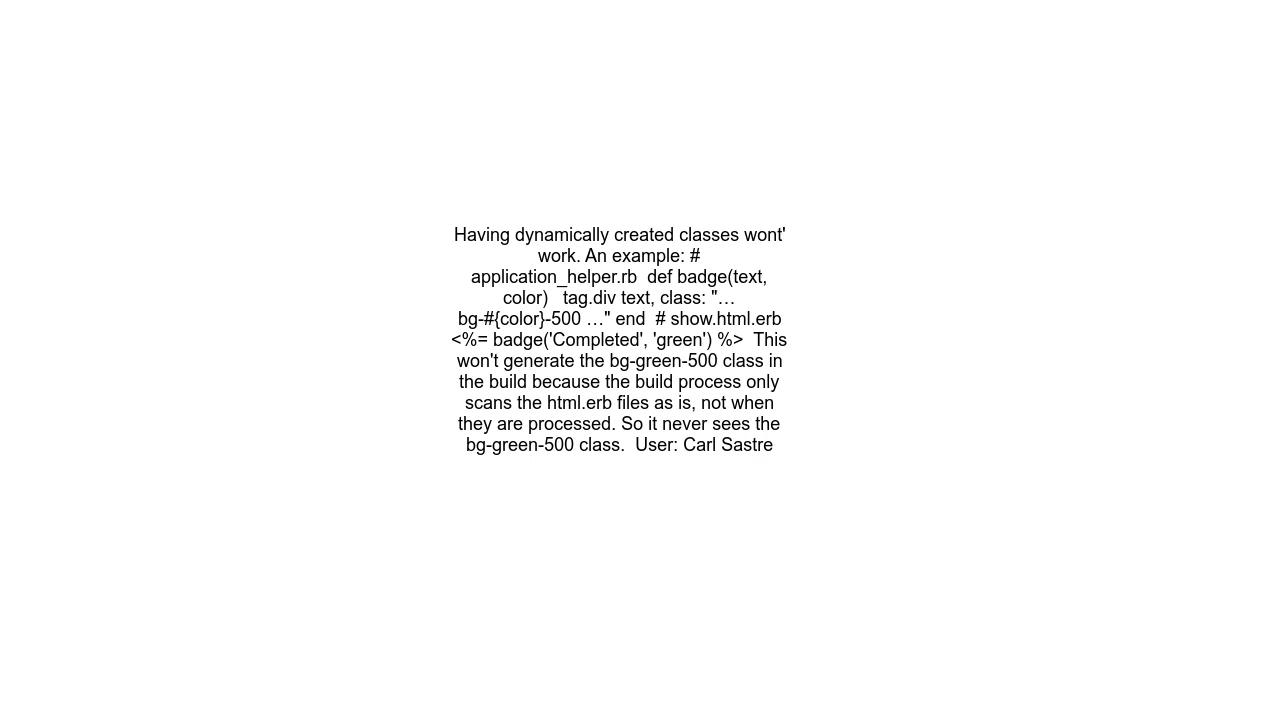 Having dynamically created classes wont'
work. An example: #
application_helper.rb  def badge(text,
color)   tag.div text, class: "…
bg-#{color}-500 …" end  # show.html.erb
<%= badge('Completed', 'green') %>  This
won't generate the bg-green-500 class in
the build because the build process only
scans the html.erb files as is, not when
they are processed. So it never sees the
bg-green-500 class.  User: Carl Sastre